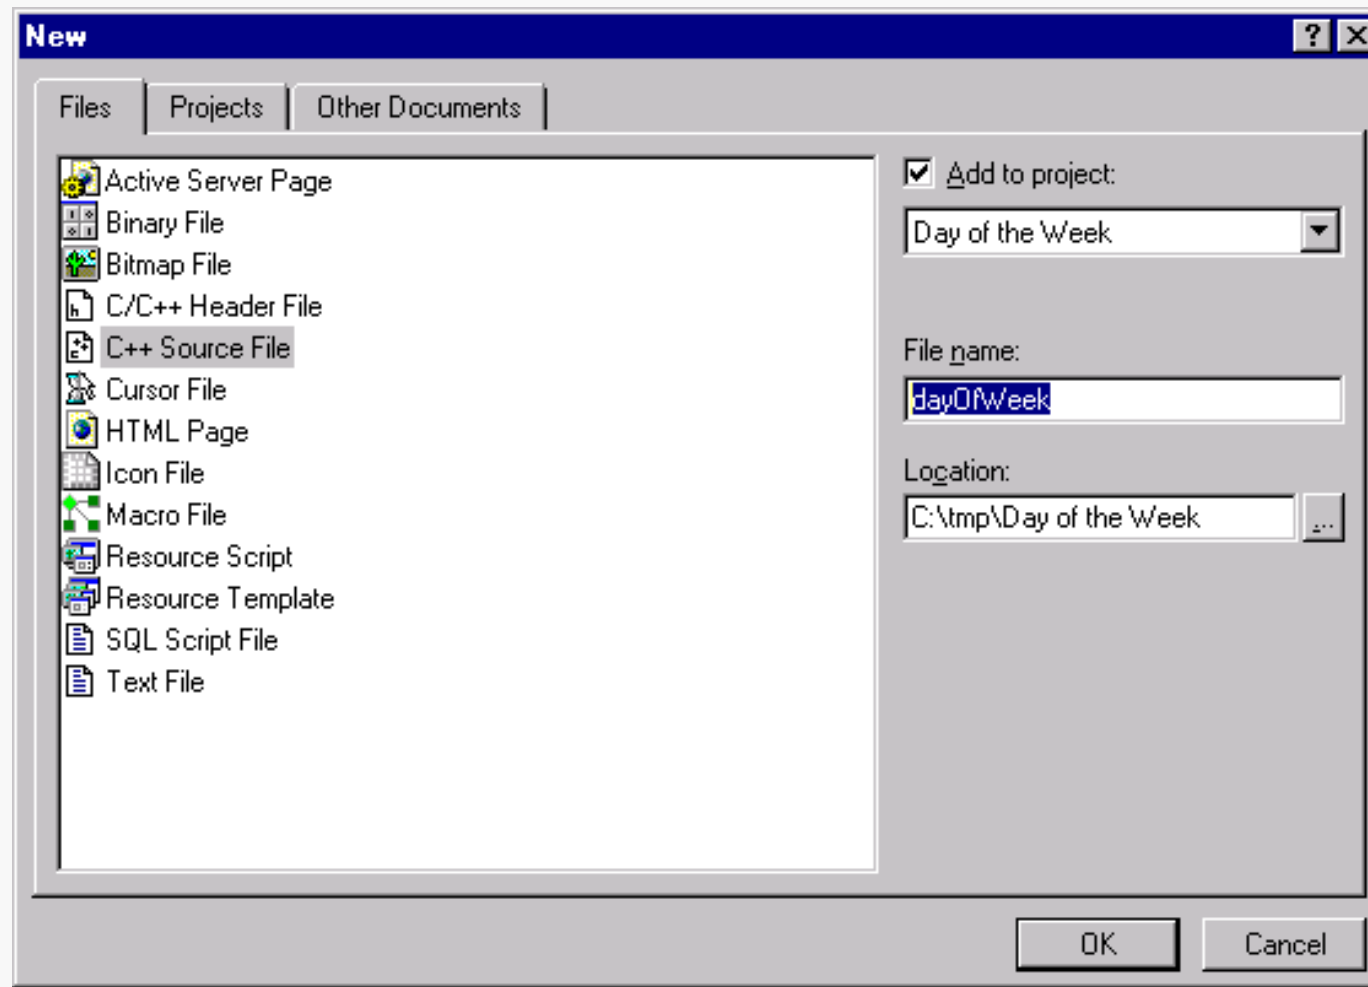 New
Files
Projects
Other Documents
Active Server Page
Binary File
Bitmap File
C/C++ Header File
C++ Source File
Cursor File
HTML Page
Icon File
Macro File
Resource Script
Resource Template
SQL Script File
Text File
Add to project:
Day of the Week
File name:
dayOfWeek
Location:
C:\tmp\Day of the Week
...
OK
Cancel